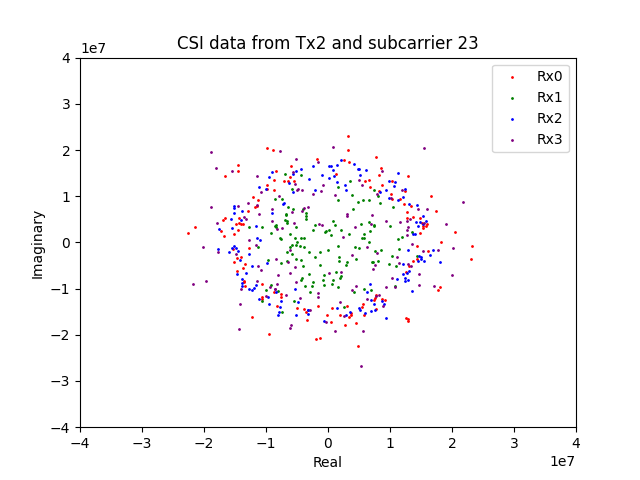 CSI data from Tx2 and subcarrier 23
1e7
4
3
2
1
0
−1
−2
−3
−4
Imaginary
Rx0
Rx1
Rx2
Rx3
−4 −3 −2 −1 0 1 2 3 4
Real
1e7